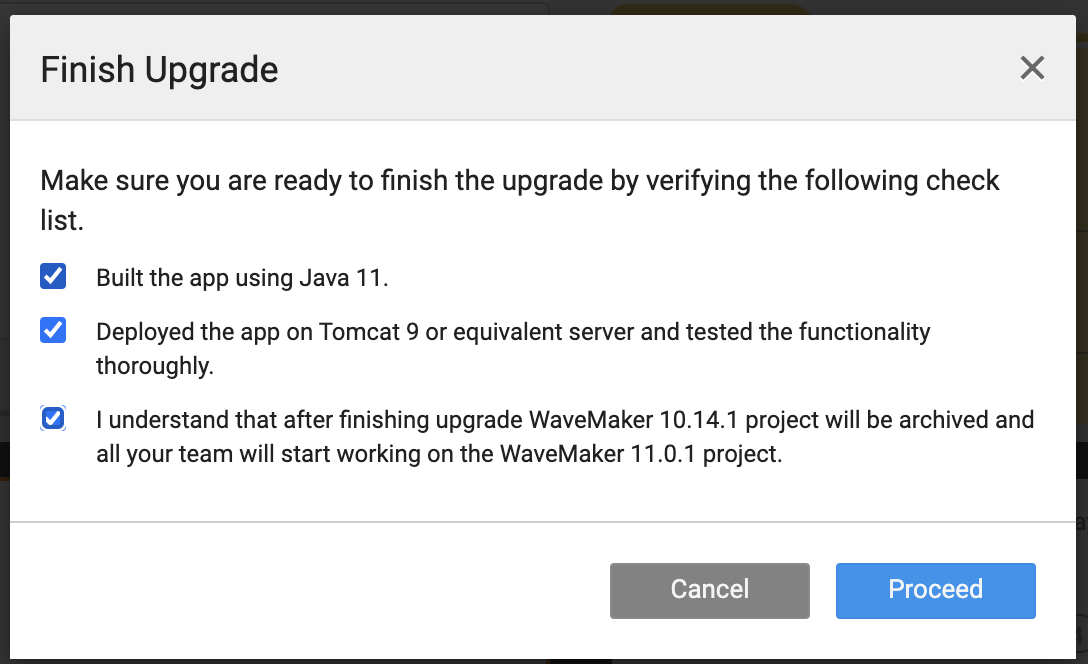 Finish Upgrade
Make sure you are ready to finish the upgrade by verifying the following check
list.
Built the app using Java 11.
Deployed the app on Tomcat 9 or equivalent server and tested the functionality
thoroughly.
I understand that after finishing upgrade WaveMaker 10.14.1 project will be archived and
all your team will start working on the WaveMaker 11.0.1 project.
Cancel
Proceed